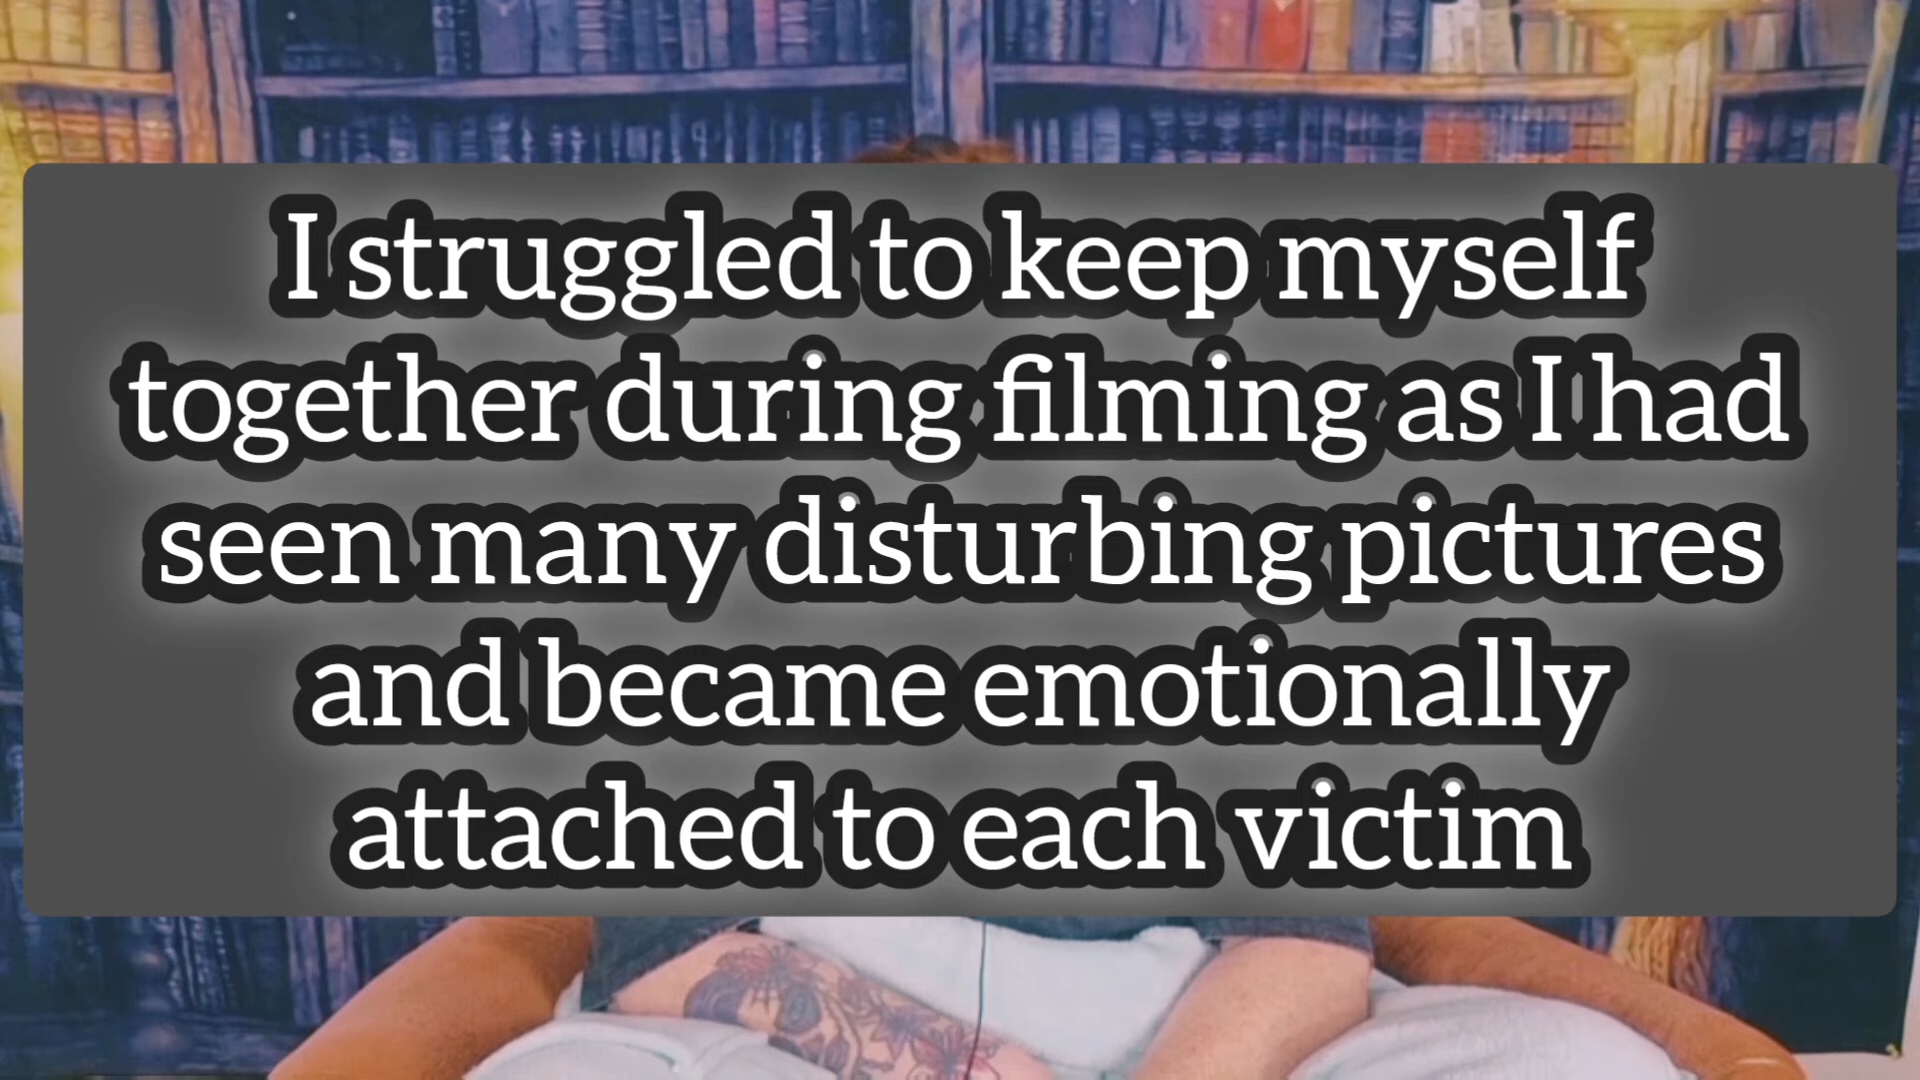 I struggled to keep myself
together during filming as I had
seen many disturbing pictures
and became emotionally
attached to each victim